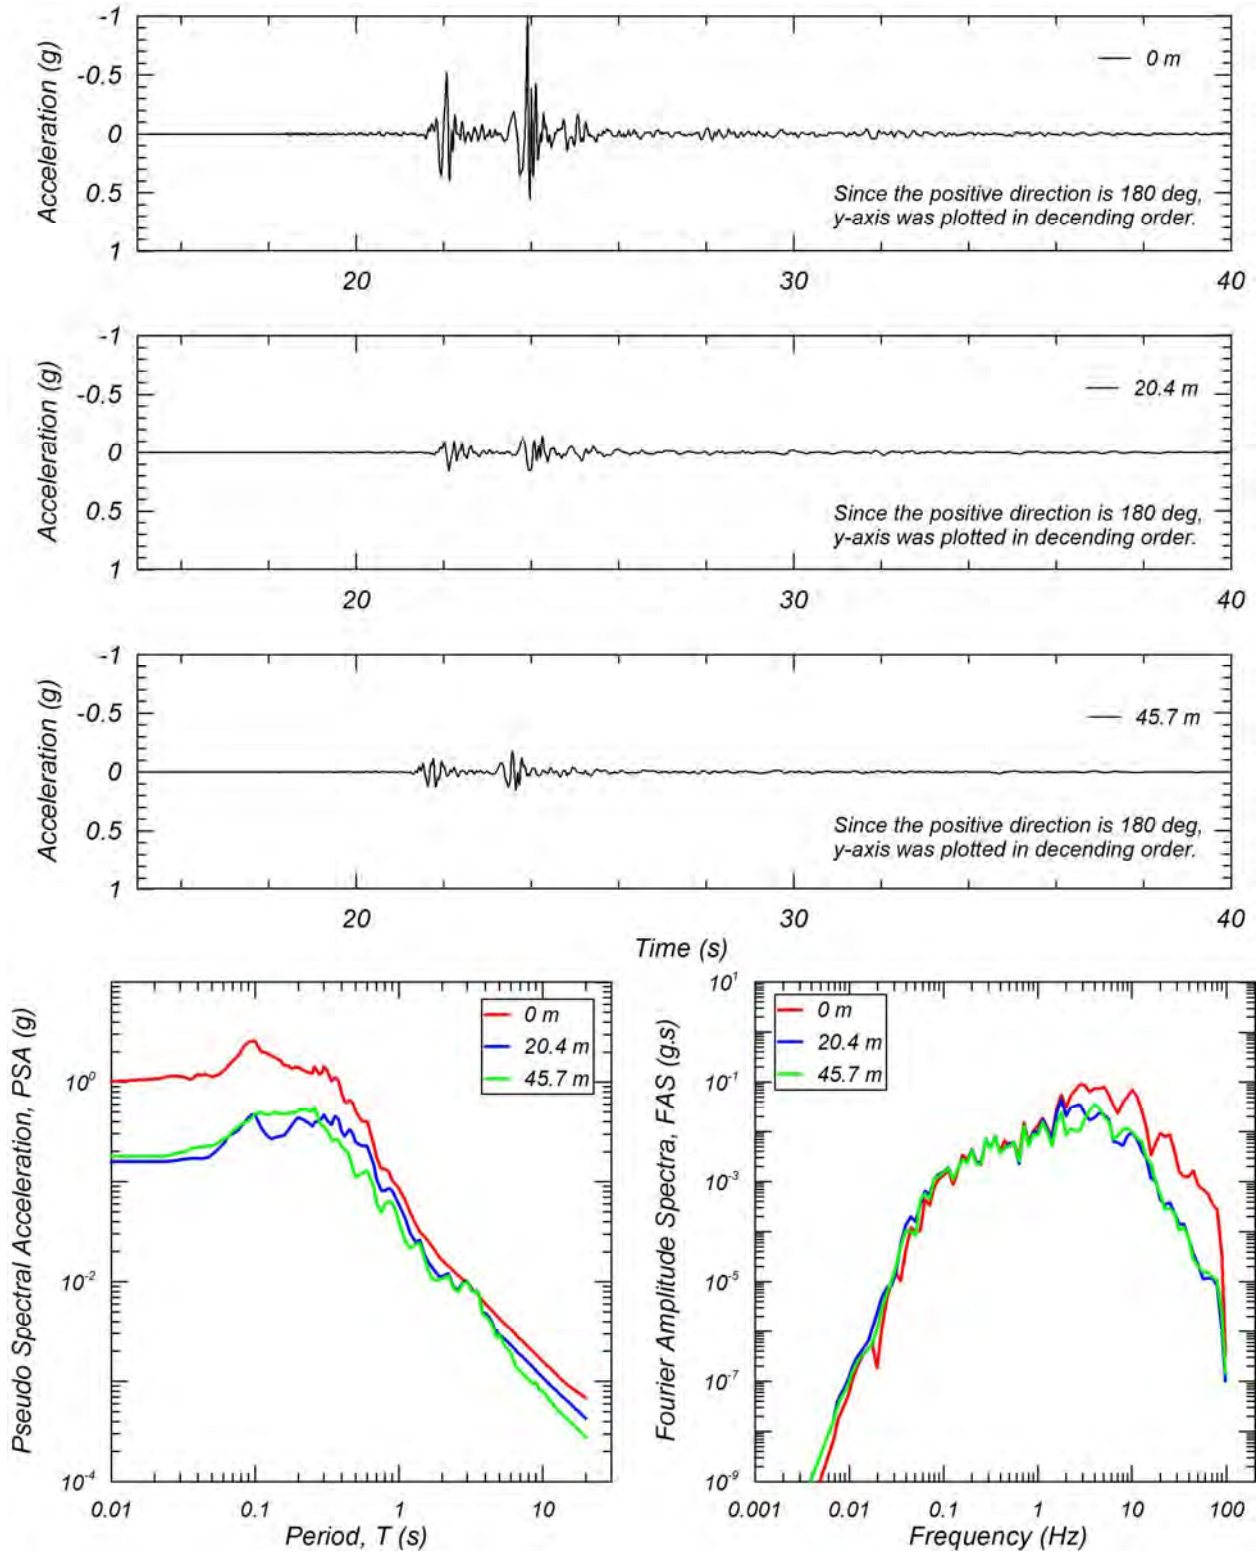 -1
-0.5
0
0.5
1
Acceleration (g)
0 m
Since the positive direction is 180 deg,
y-axis was plotted in decending order.
20
30
40
-1
-0.5
0
0.5
1
Acceleration (g)
20.4 m
Since the positive direction is 180 deg,
y-axis was plotted in decending order.
20
30
40
-1
-0.5
0
0.5
1
Acceleration (g)
45.7 m
Since the positive direction is 180 deg,
y-axis was plotted in decending order.
20
30
40
Time (s)
Pseudo Spectral Acceleration, PSA (g)
10^0
10^-2
10^-4
0 m
20.4 m
45.7 m
0.01
0.1
1
10
Period, T (s)
Fourier Amplitude Spectra, FAS (g.s)
10^1
10^-1
10^-3
10^-5
10^-7
10^-9
0 m
20.4 m
45.7 m
0.001
0.01
0.1
1
10
100
Frequency (Hz)